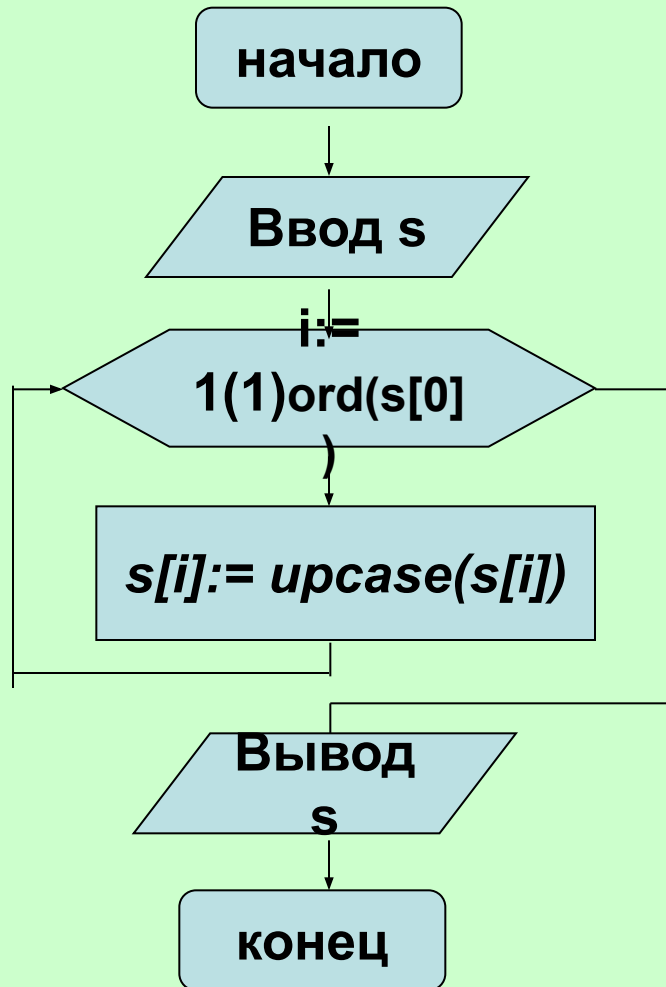 начало
Ввод s
i:=
1(1)ord(s[0]
)
s[i]:= upcase(s[i])
Вывод
s
конец